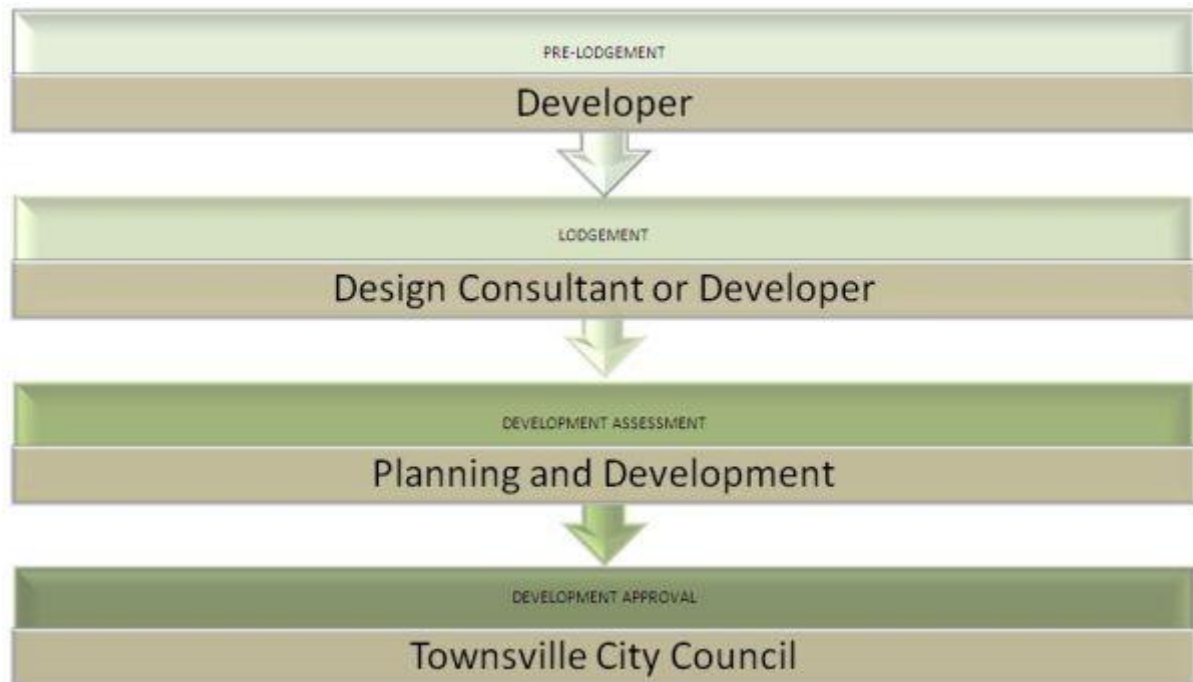 PRE-LODGEMENT
Developer
LODGEMENT
Design Consultant or Developer
DEVELOPMENT ASSESSMENT
Planning and Development
DEVELOPMENT APPROVAL
Townsville City Council